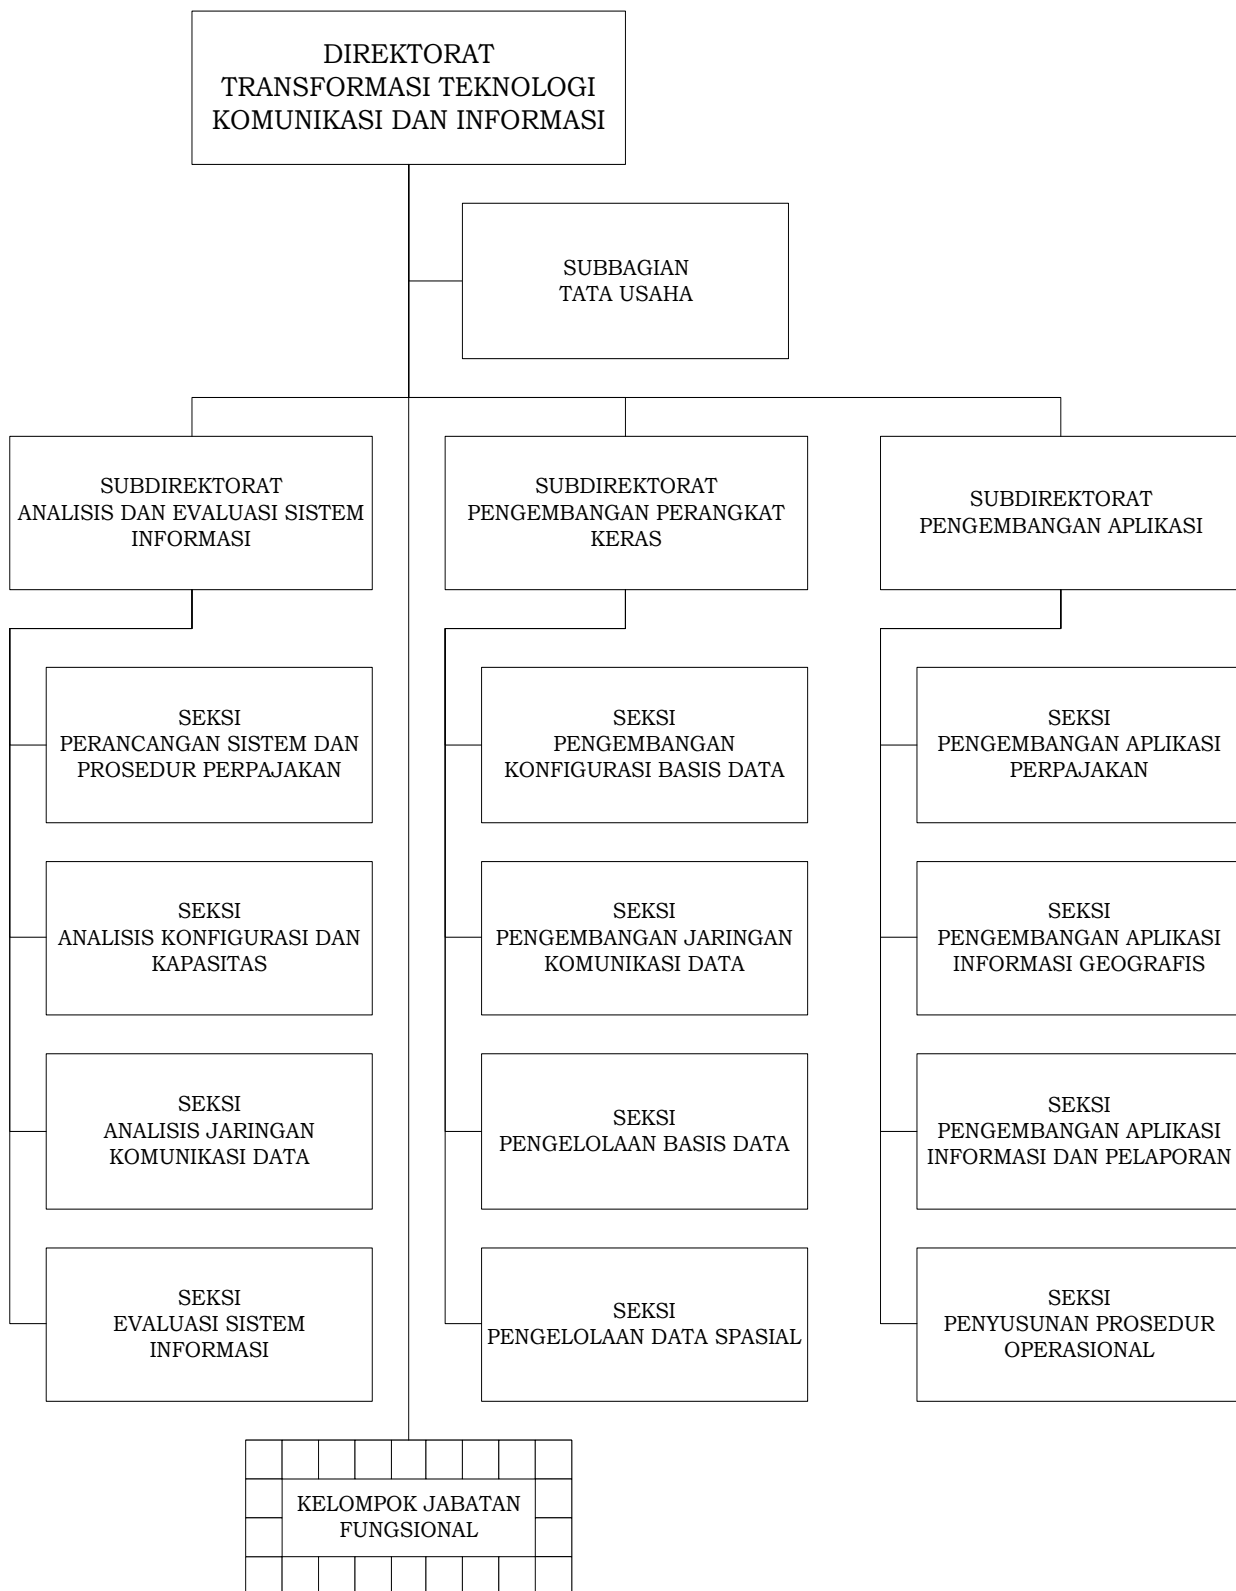 DIREKTORAT
TRANSFORMASI TEKNOLOGI
KOMUNIKASI DAN INFORMASI
SUBBAGIAN
TATA USAHA
SUBDIREKTORAT
ANALISIS DAN EVALUASI SISTEM
INFORMASI
SUBDIREKTORAT
PENGEMBANGAN PERANGKAT
KERAS
SUBDIREKTORAT
PENGEMBANGAN APLIKASI
SEKSI
PERANCANGAN SISTEM DAN
PROSEDUR PERPAJAKAN
SEKSI
PENGEMBANGAN
KONFIGURASI BASIS DATA
SEKSI
PENGEMBANGAN APLIKASI
PERPAJAKAN
SEKSI
ANALISIS KONFIGURASI DAN
KAPASITAS
SEKSI
PENGEMBANGAN JARINGAN
KOMUNIKASI DATA
SEKSI
PENGEMBANGAN APLIKASI
INFORMASI GEOGRAFIS
SEKSI
ANALISIS JARINGAN
KOMUNIKASI DATA
SEKSI
PENGELOLAAN BASIS DATA
SEKSI
PENGEMBANGAN APLIKASI
INFORMASI DAN PELAPORAN
SEKSI
EVALUASI SISTEM
INFORMASI
SEKSI
PENGELOLAAN DATA SPASIAL
SEKSI
PENYUSUNAN PROSEDUR
OPERASIONAL
KELOMPOK JABATAN
FUNGSIONAL